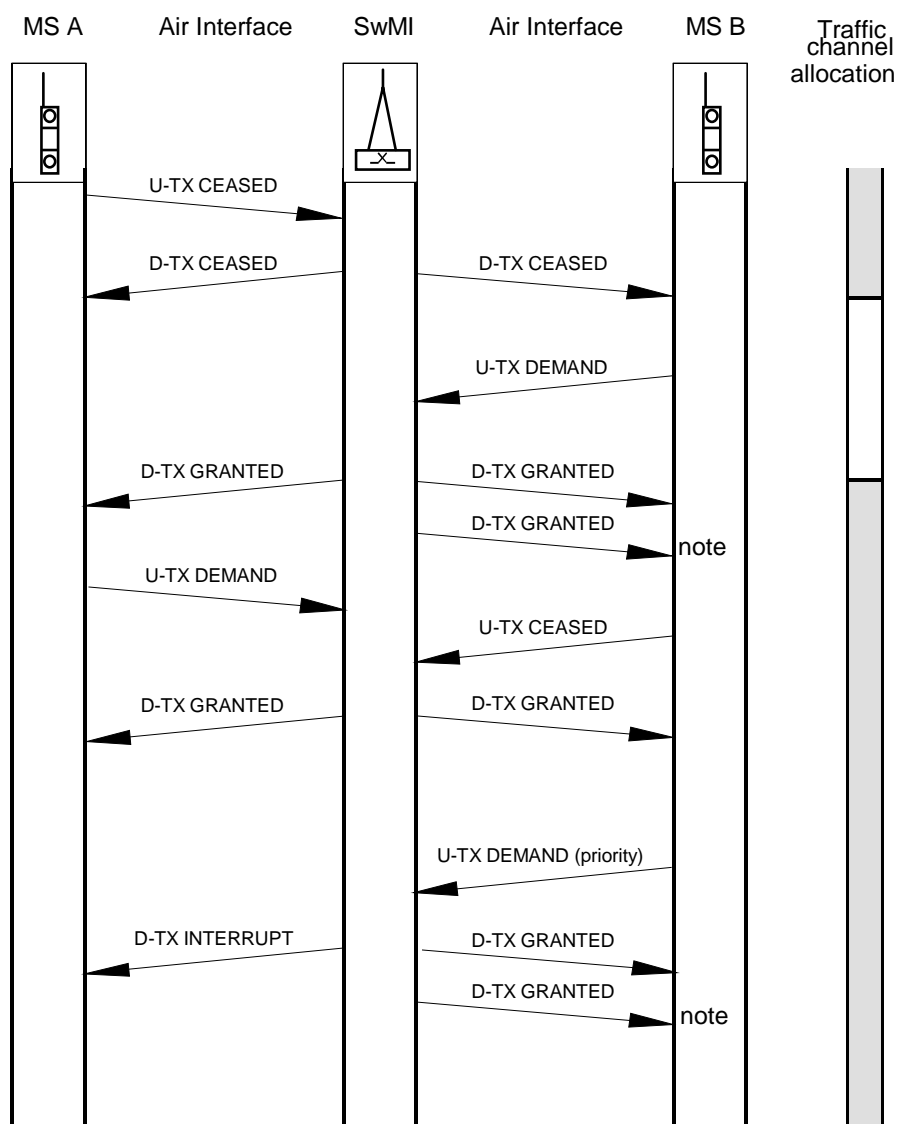 MS A
Air Interface
SwMI
Air Interface
MS B
Traffic
channel
allocation
U-TX CEASED
D-TX CEASED
D-TX CEASED
U-TX DEMAND
D-TX GRANTED
D-TX GRANTED
D-TX GRANTED
note
U-TX DEMAND
U-TX CEASED
D-TX GRANTED
D-TX GRANTED
U-TX DEMAND (priority)
D-TX INTERRUPT
D-TX GRANTED
D-TX GRANTED
note